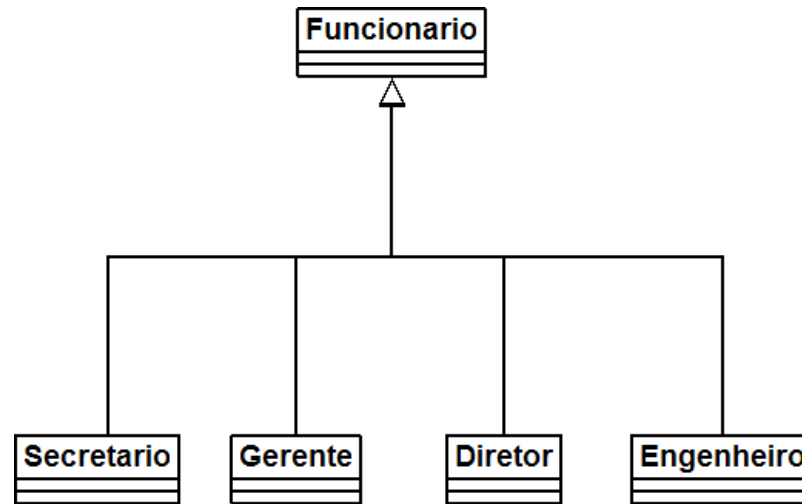 Funcionario
Secretario
Gerente
Diretor
Engenheiro